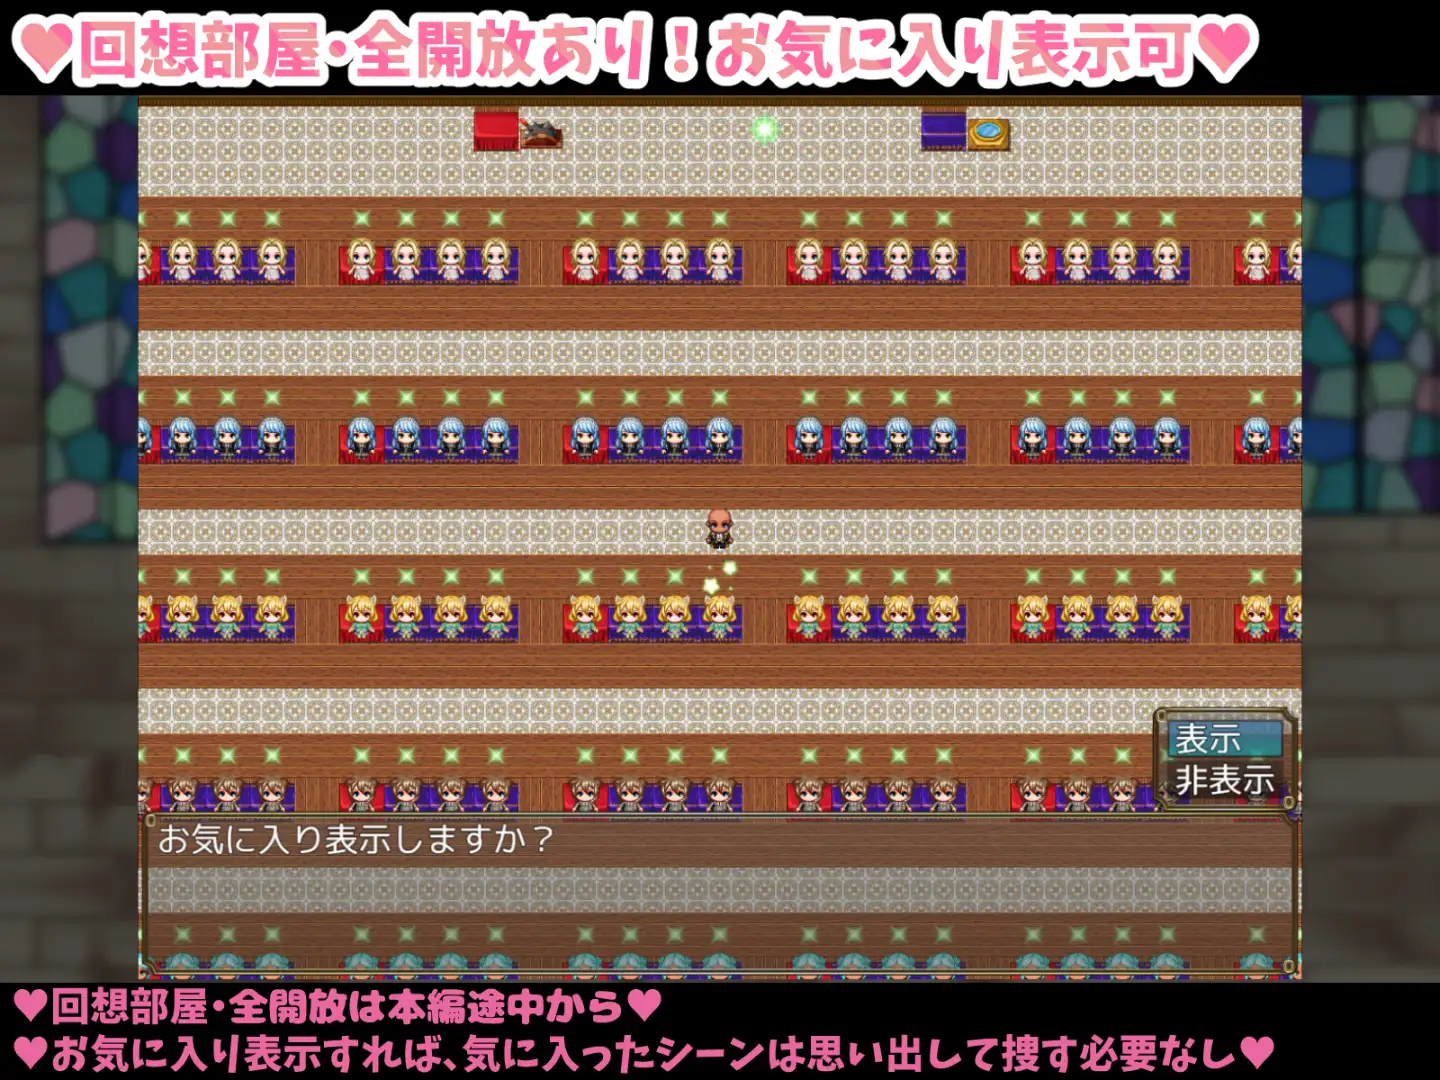 ♥回想部屋・全開放あり！お気に入り表示可♥
表示
非表示
お気に入り表示しますか？
♥回想部屋・全開放は本編途中から♥
♥お気に入り表示すれば、気に入ったシーンは思い出して捜す必要なし♥